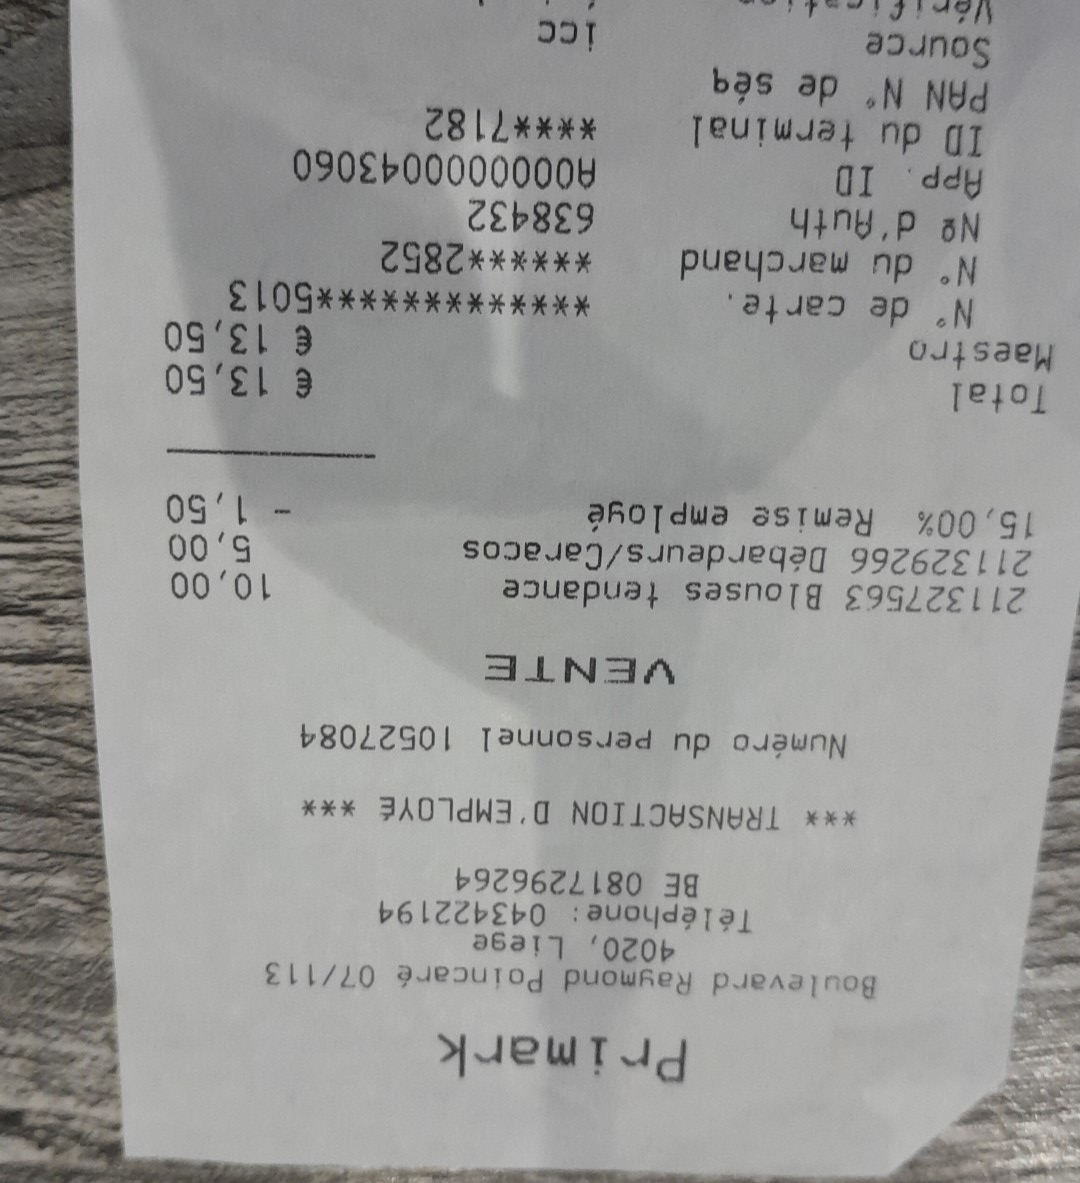 Primark
Boulevard Raymond Poincaré 07/113
4020, Liege
Téléphone: 043422194
BE 0817296264
*** TRANSACTION D'EMPLOYÉ ***
Numéro du personnel 10527084
VENTE
211327563 Blouses tendance 10,00
211329266 Débardeurs/Caracos 5,00
15,00% Remise employé - 1,50
Total € 13,50
Maestro € 13,50
N° de carte. ***************5013
N° du marchand *******2852
Nº d'Auth 638432
App. ID A0000000043060
ID du terminal ****7182
PAN N° de séq
Source icc